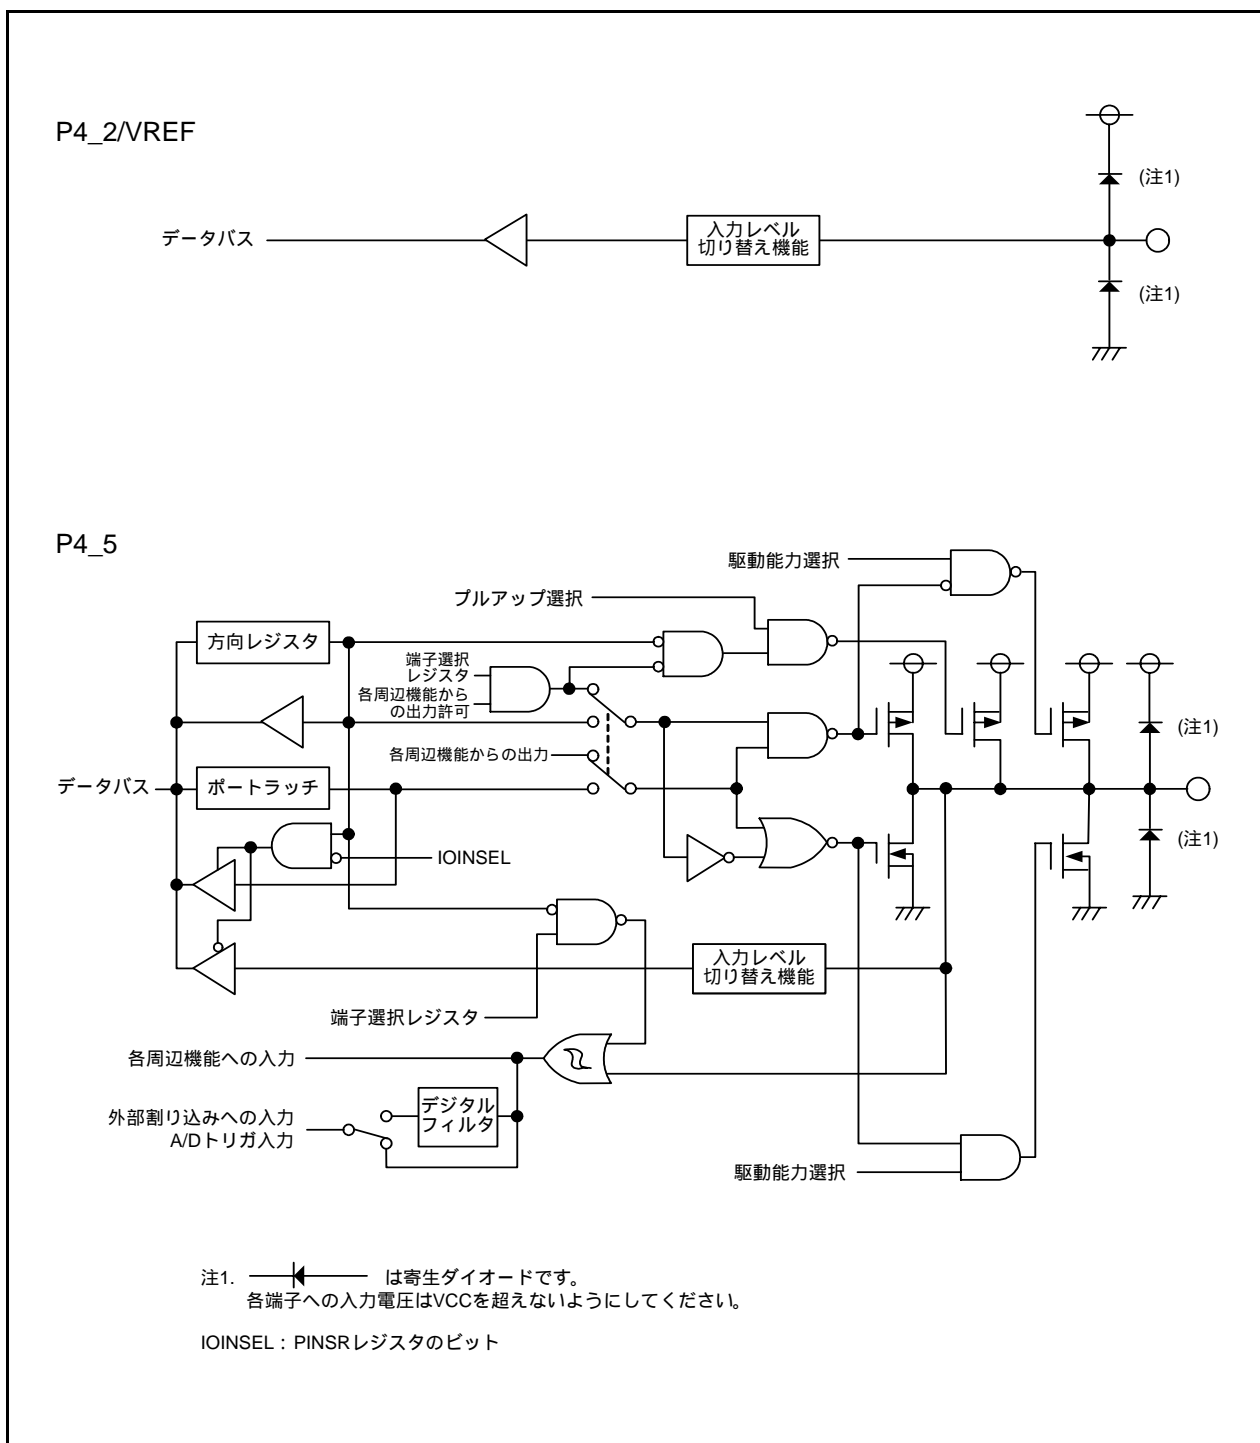 P4_2/VREF
(注1)
データバス
入力レベル
切り替え機能
(注1)
P4_5
駆動能力選択
プルアップ選択
方向レジスタ
端子選択
レジスタ
各周辺機能から
の出力許可
(注1)
各周辺機能からの出力
データバス
ポートラッチ
(注1)
IOINSEL
入力レベル
切り替え機能
端子選択レジスタ
各周辺機能への入力
デジタル
フィルタ
外部割り込みへの入力
A/Dトリガ入力
駆動能力選択
注1. は寄生ダイオードです。
各端子への入力電圧はVCCを超えないようにしてください。
IOINSEL : PINSRレジスタのビット